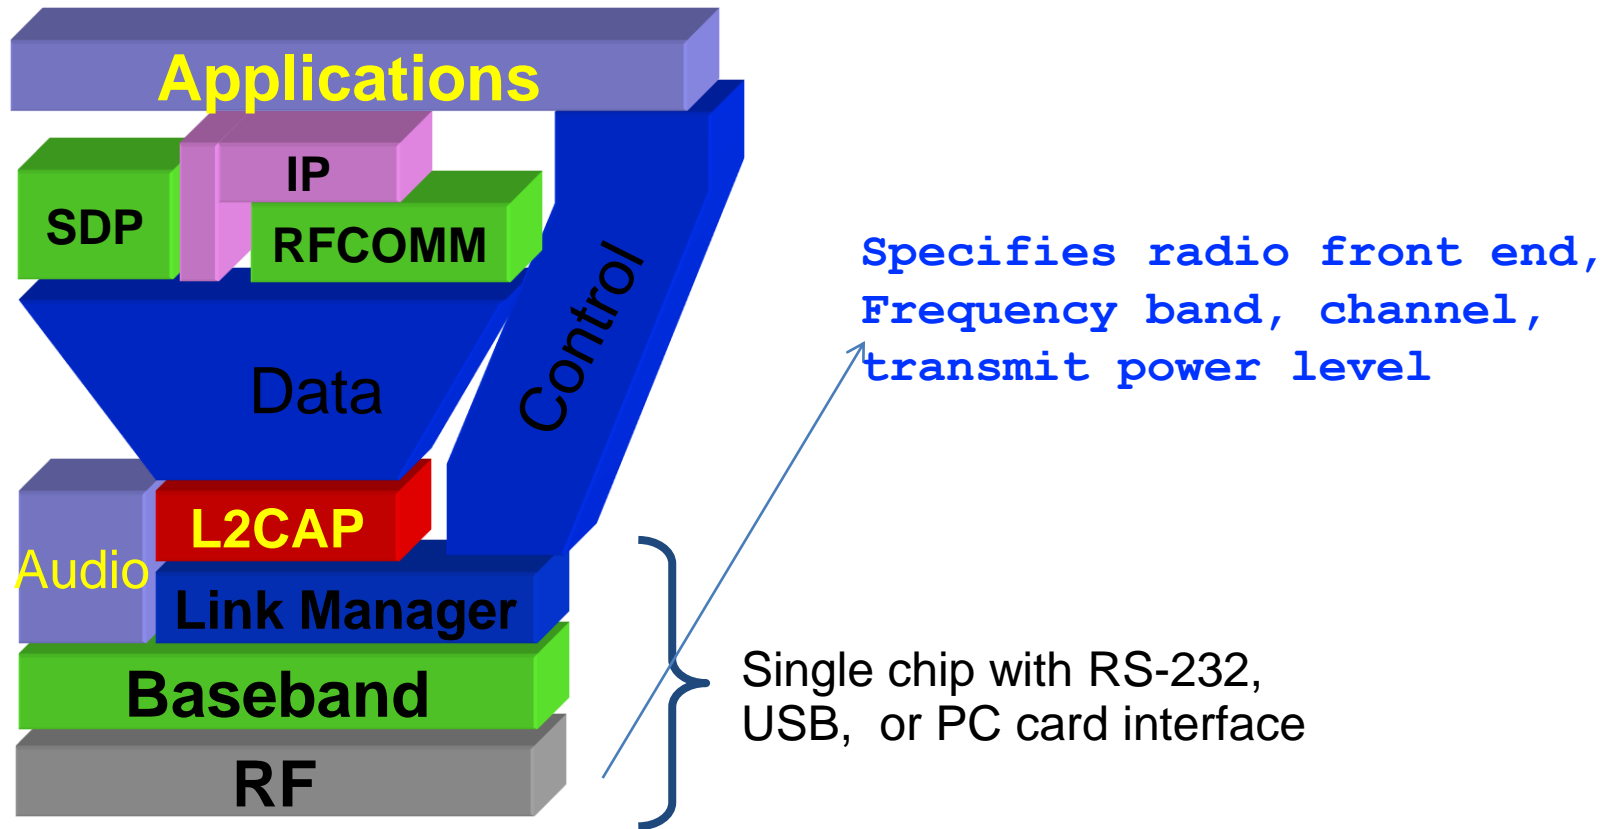 Applications
IP
SDP
RFCOMM
Control
Data
L2CAP
Audio
Link Manager
Baseband
RF
Specifies radio front end,
Frequency band, channel,
transmit power level
Single chip with RS-232,
USB, or PC card interface